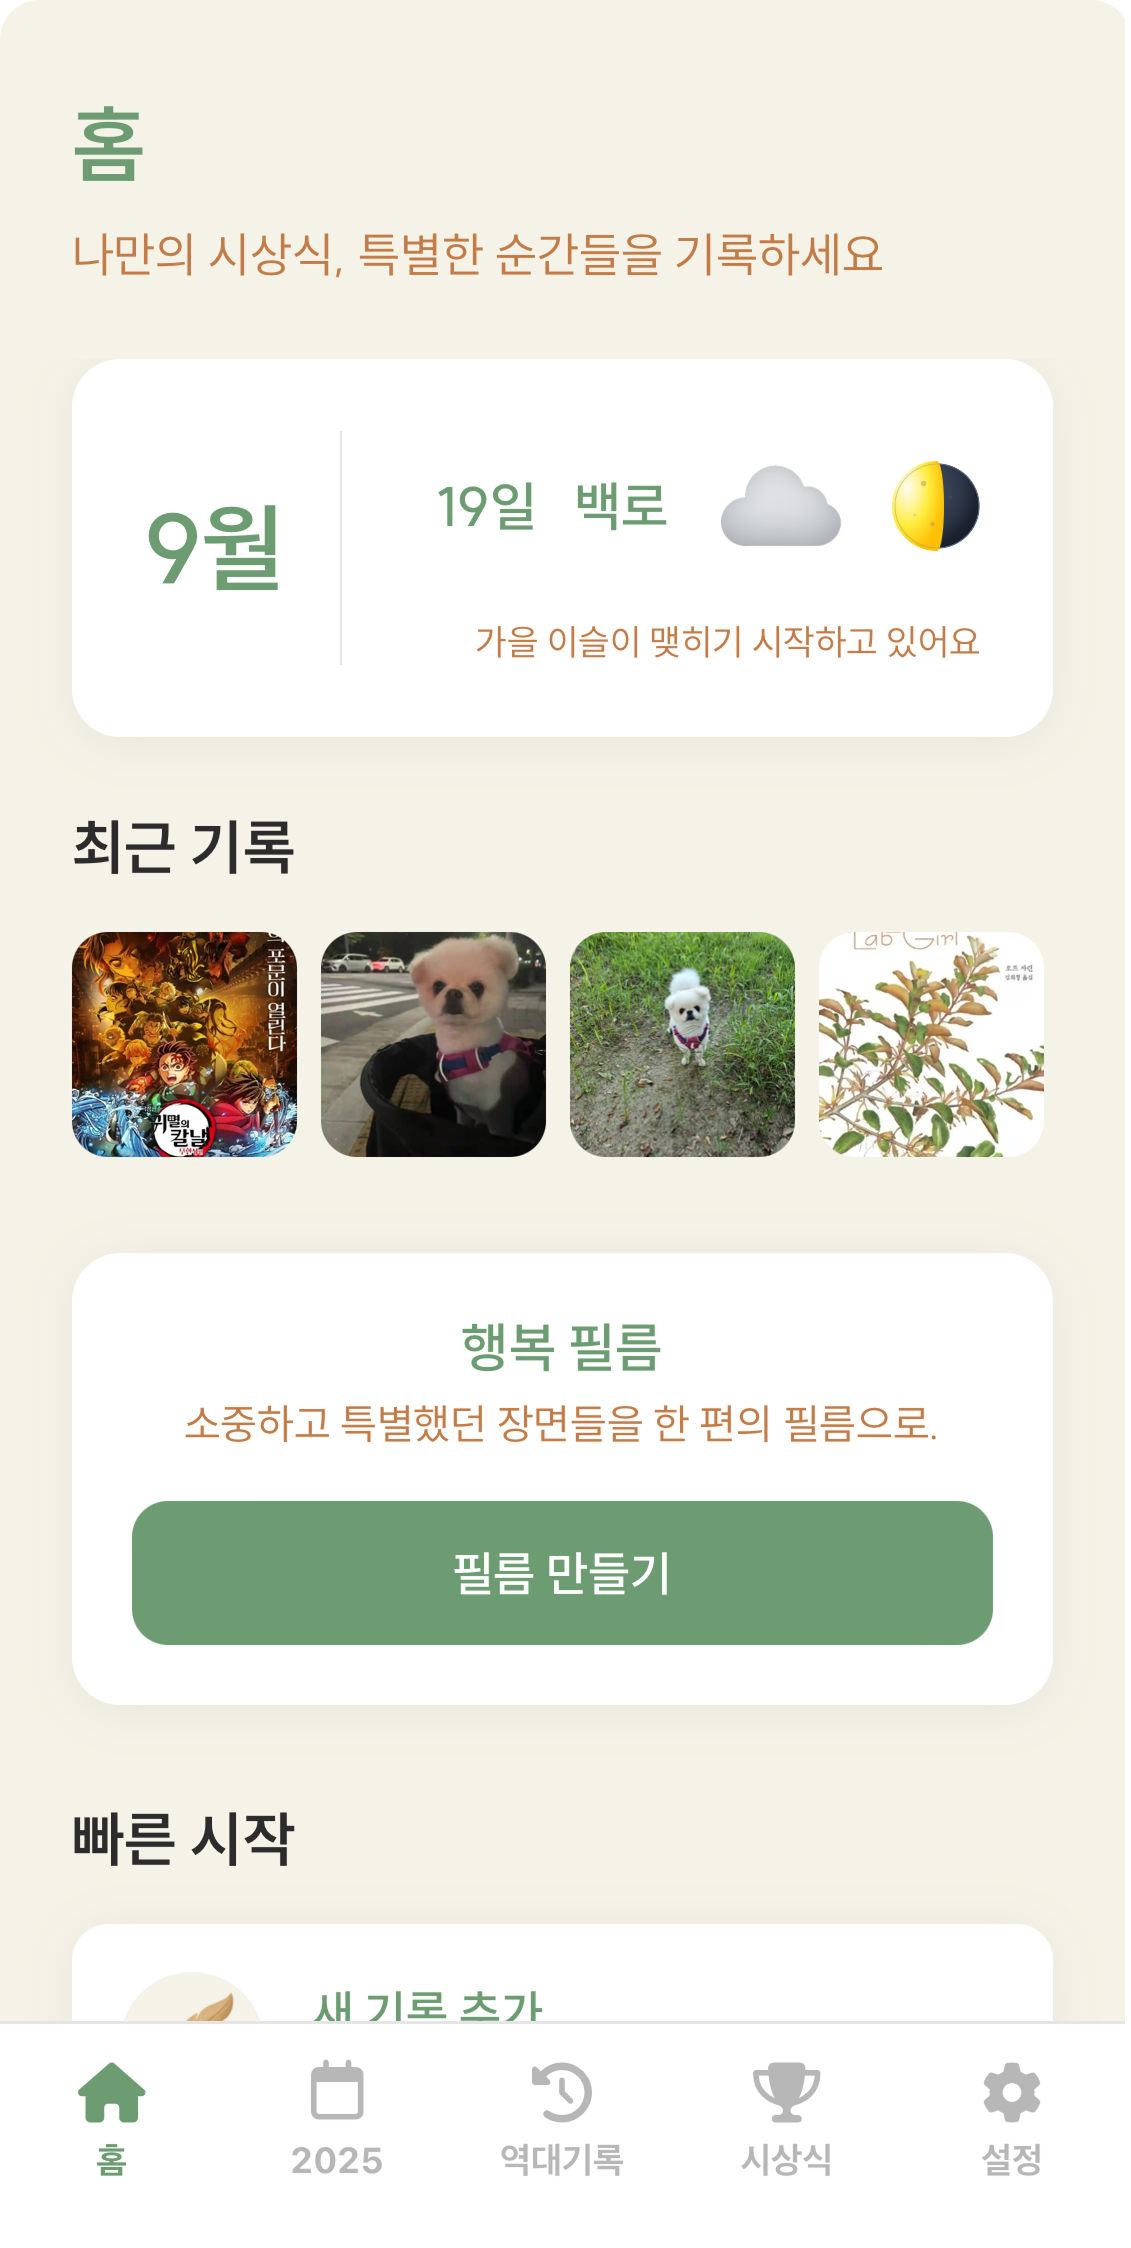 홈
나만의 시상식, 특별한 순간들을 기록하세요
9월
19일 백로
가을 이슬이 맺히기 시작하고 있어요
최근 기록
포문이 열린다
귀멸의
칼날
Lab Girl
호프 자런
행복 필름
소중하고 특별했던 장면들을 한 편의 필름으로.
필름 만들기
빠른 시작
새 기록 추가
홈
2025
역대기록
시상식
설정